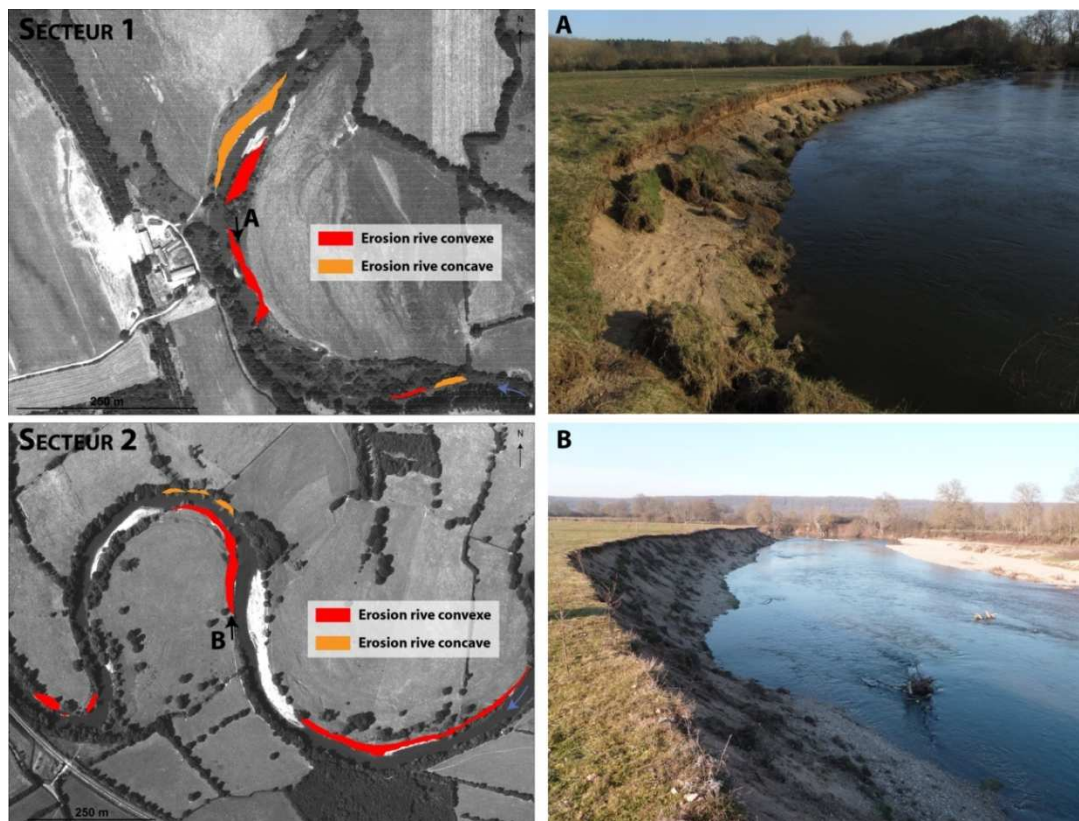 SECTEUR 1
N
A
Erosion rive convexe
Erosion rive concave
250 m
A
SECTEUR 2
N
Erosion rive convexe
Erosion rive concave
B
250 m
B